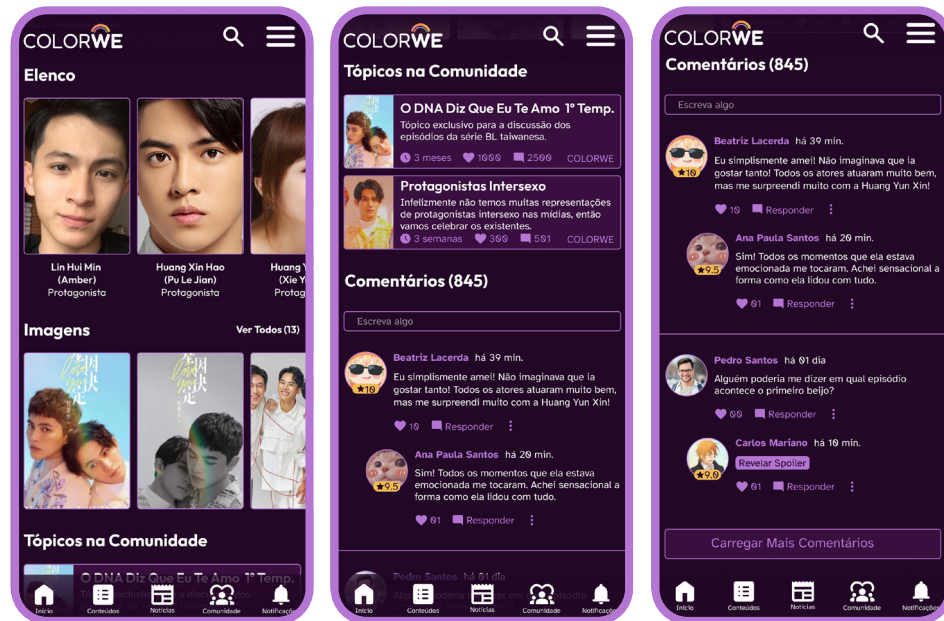 COLORWE
Elenco
Lin Hui Min
(Amber)
Protagonista
Huang Xin Hao
(Pu Le Jian)
Protagonista
Huang
(Xie
Imagens
Ver Todos (13)
love you
Tópicos na Comunidade
O DNA Diz Que Eu Te Amo 1ª Temp.
Início
Conteúdos
Notícias
Comunidade
Notificaçõe
COLORWE
Tópicos na Comunidade
O DNA Diz Que Eu Te Amo 1ª Temp.
Tópico exclusivo para a discussão dos
episódios da série BL taiwanesa.
3 meses 1000 2500 COLORWE
Protagonistas Intersexo
Infelizmente não temos muitas representações
de protagonistas intersexo nas mídias, então
vamos celebrar os existentes.
3 semanas 300 501 COLORWE
Comentários (845)
Escreva algo
Beatriz Lacerda há 39 min.
Eu simplesmente amei! Não imaginava que ia
gostar tanto! Todos os atores atuaram muito bem,
mas me surpreendi muito com a Huang Yun Xin!
★10
10 Responder
Ana Paula Santos há 20 min.
Sim! Todos os momentos que ela estava
emocionada me tocaram. Achei sensacional a
forma como ela lidou com tudo.
★9.5
01 Responder
Pedro Santos há 01 dia
Início
Conteúdos
Notícias
Comunidade
Notificaçõe
COLORWE
Comentários (845)
Escreva algo
Beatriz Lacerda há 39 min.
Eu simplesmente amei! Não imaginava que ia
gostar tanto! Todos os atores atuaram muito bem,
mas me surpreendi muito com a Huang Yun Xin!
★10
10 Responder
Ana Paula Santos há 20 min.
Sim! Todos os momentos que ela estava
emocionada me tocaram. Achei sensacional a
forma como ela lidou com tudo.
★9.5
01 Responder
Pedro Santos há 01 dia
Alguém poderia me dizer em qual episódio
acontece o primeiro beijo?
00 Responder
Carlos Mariano há 10 min.
Revelar Spoiler
★9.0
01 Responder
Carregar Mais Comentários
Início
Conteúdos
Notícias
Comunidade
Notificaçõe